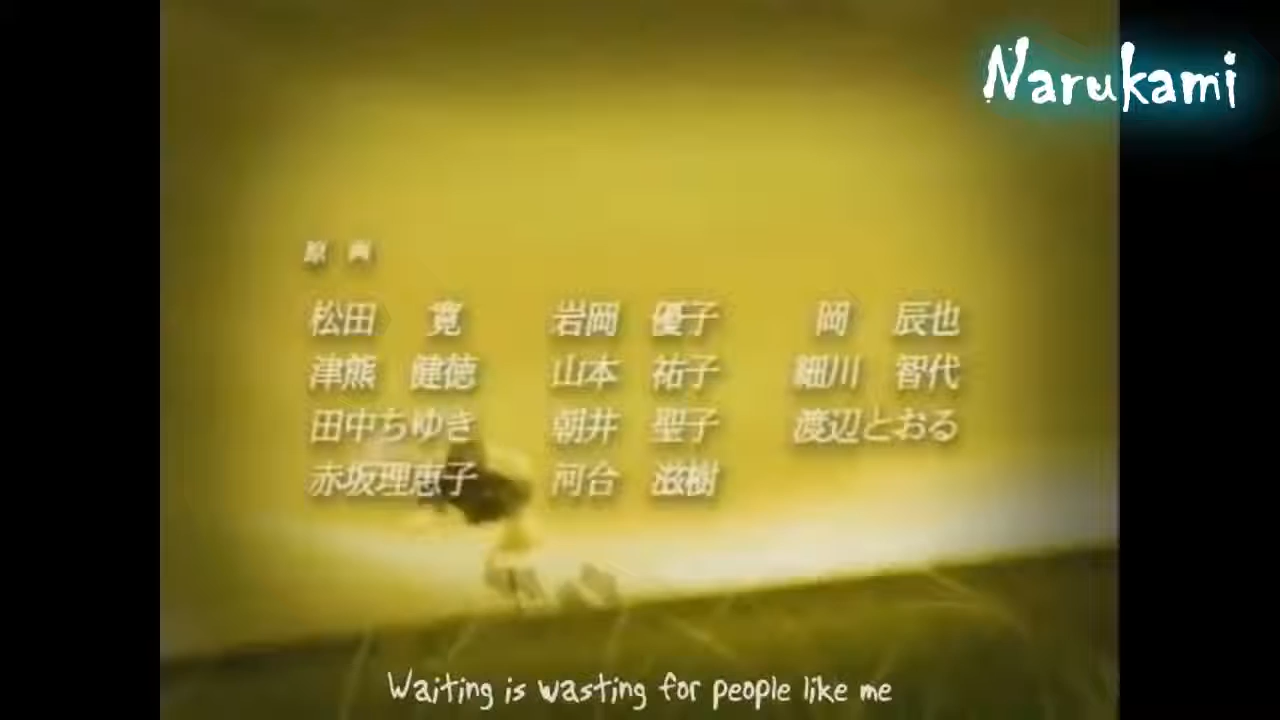 Narukami
原 画
松田 寛 岩岡 優子 岡 辰也
津熊 健徳 山本 祐子 細川 智代
田中ちゆき 朝井 聖子 渡辺とおる
赤坂理恵子 河合 滋樹
Waiting is wasting for people like me